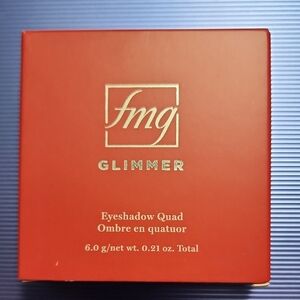 fmg
GLIMMER
Eyeshadow Quad
Ombre en quatuor
6.0 g/net wt. 0.21 oz. Total